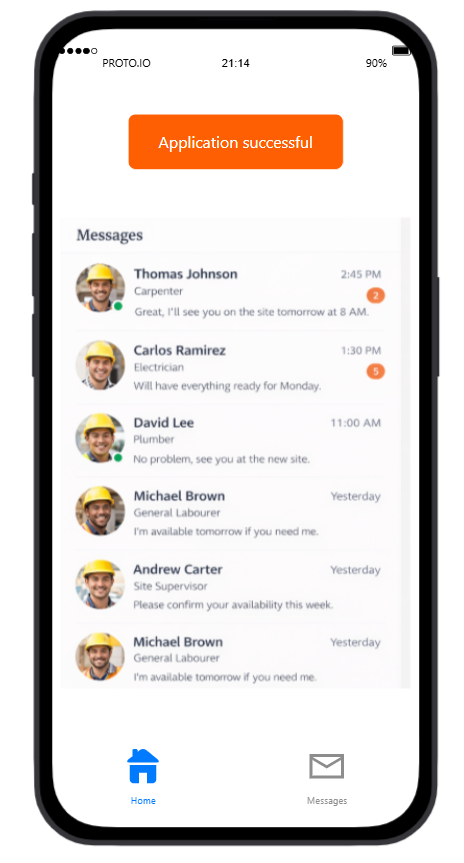 PROTO.IO 21:14 90%
Application successful
Messages
Thomas Johnson 2:45 PM
Carpenter 2
Great, I'll see you on the site tomorrow at 8 AM.
Carlos Ramirez 1:30 PM
Electrician 5
Will have everything ready for Monday.
David Lee 11:00 AM
Plumber
No problem, see you at the new site.
Michael Brown Yesterday
General Labourer
I'm available tomorrow if you need me.
Andrew Carter Yesterday
Site Supervisor
Please confirm your availability this week.
Michael Brown Yesterday
General Labourer
I'm available tomorrow if you need me.
Home Messages